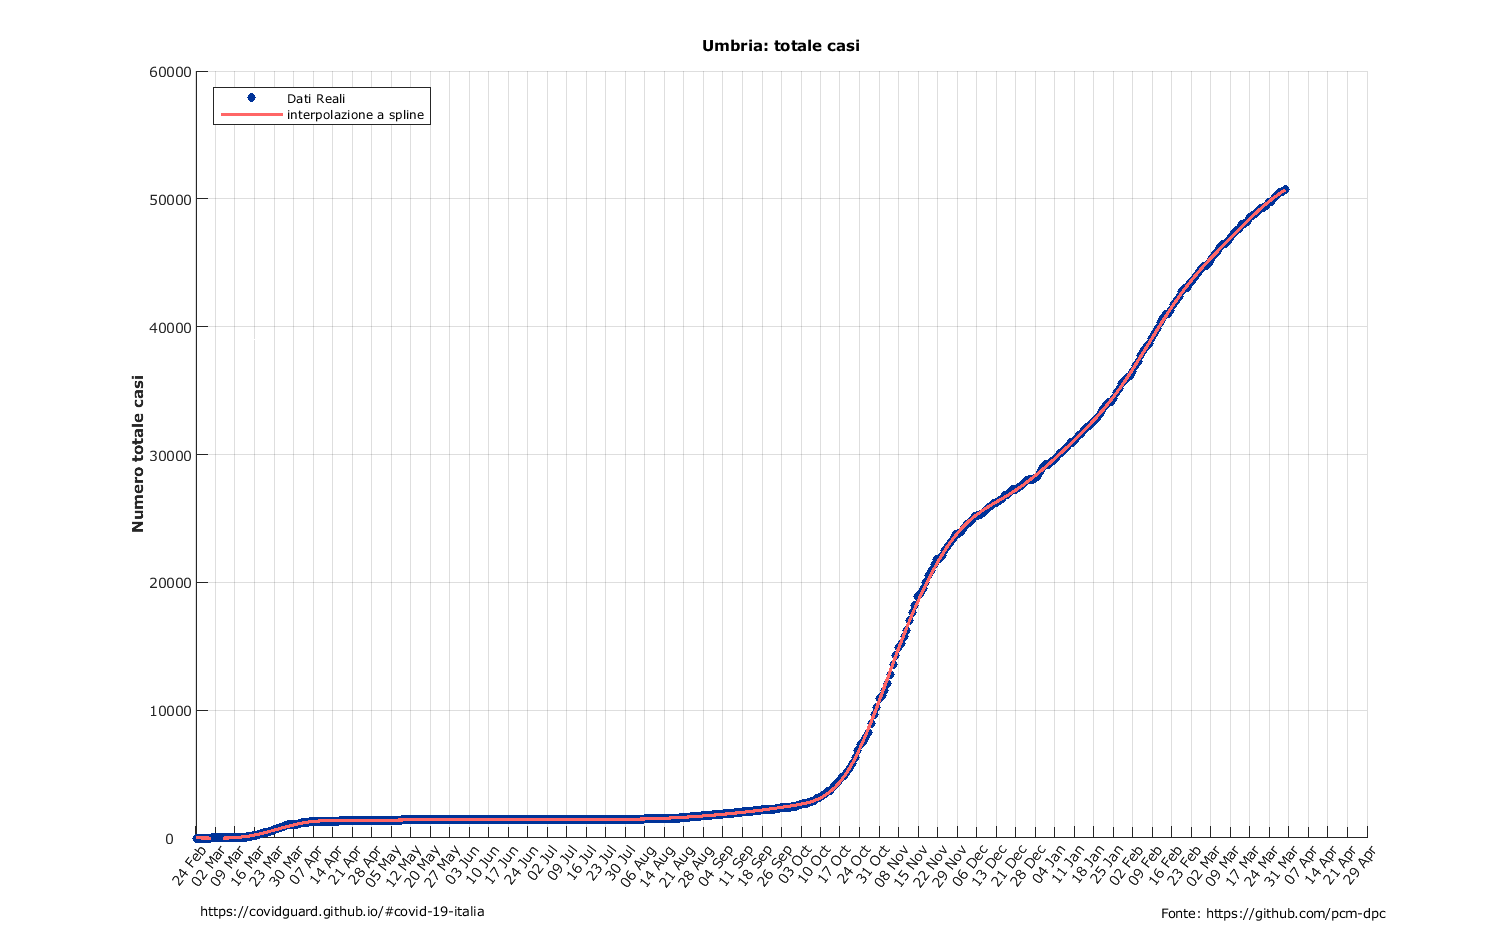 Umbria: totale casi
60000
50000
40000
30000
20000
10000
0
Numero totale casi
Dati Reali
interpolazione a spline
24 Feb
02 Mar
09 Mar
16 Mar
23 Mar
30 Mar
07 Apr
14 Apr
21 Apr
28 Apr
05 May
12 May
20 May
27 May
03 Jun
10 Jun
17 Jun
24 Jun
02 Jul
09 Jul
16 Jul
23 Jul
30 Jul
06 Aug
14 Aug
21 Aug
28 Aug
04 Sep
11 Sep
18 Sep
26 Sep
03 Oct
10 Oct
17 Oct
24 Oct
31 Oct
08 Nov
15 Nov
22 Nov
29 Nov
06 Dec
13 Dec
21 Dec
28 Dec
04 Jan
11 Jan
18 Jan
25 Jan
02 Feb
09 Feb
16 Feb
23 Feb
02 Mar
09 Mar
17 Mar
24 Mar
31 Mar
07 Apr
14 Apr
21 Apr
29 Apr
https://covidguard.github.io/#covid-19-italia
Fonte: https://github.com/pcm-dpc